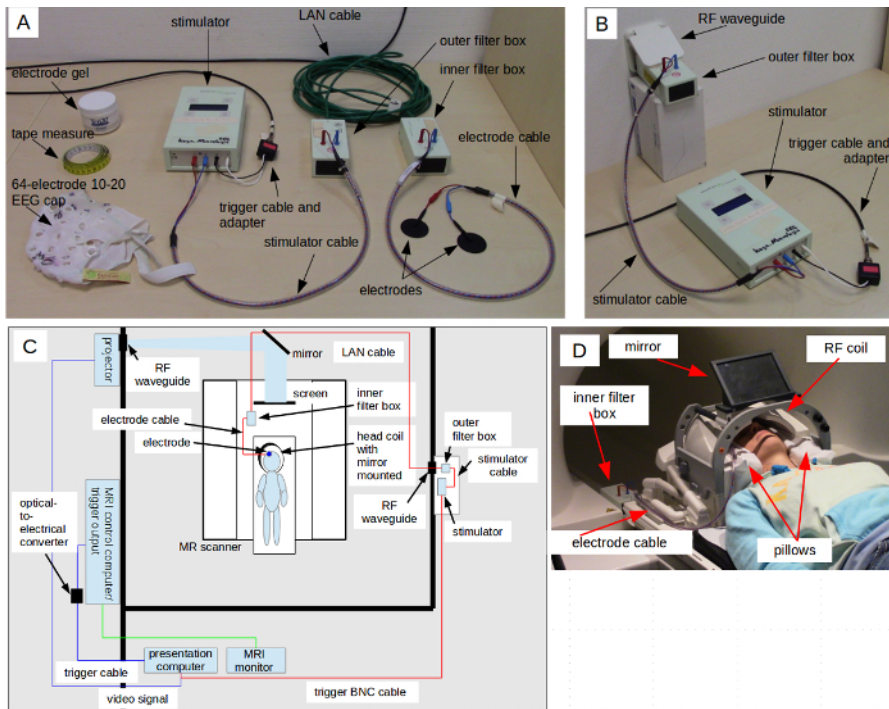 A
stimulator
LAN cable
outer filter box
inner filter box
electrode gel
tape measure
64-electrode 10-20
EEG cap
trigger cable and
adapter
stimulator cable
electrode cable
electrodes
B
RF waveguide
outer filter box
stimulator
trigger cable and
adapter
stimulator cable
C
projector
RF
waveguide
mirror
LAN cable
screen
electrode cable
inner
filter box
electrode
head coil
with
mirror
mounted
outer
filter box
stimulator
cable
RF
waveguide
stimulator
MR scanner
optical-
to-
electrical
converter
MRI control computer/
trigger output
presentation
computer
MRI
monitor
trigger cable
video signal
trigger BNC cable
D
mirror
RF coil
inner filter
box
electrode cable
pillows